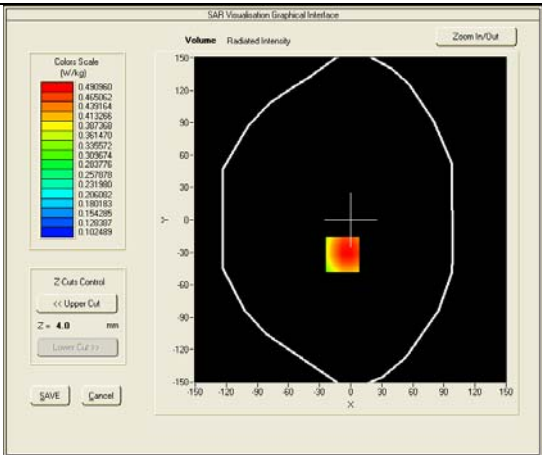 SAR Visualisation Graphical Interface
Volume Radiated Intensity
Zoom In/Out
Colors Scale
(W/kg)
0.490960
0.465062
0.439164
0.413266
0.387368
0.361470
0.335572
0.309674
0.283776
0.257878
0.231980
0.206082
0.180183
0.154285
0.128387
0.102489
Z Cuts Control
<< Upper Cut
Z = 4.0 mm
Lower Cut >>
SAVE Cancel
150
120
90
60
30
0
-30
-60
-90
-120
-150
Y
-150 -120 -90 -60 -30 0 30 60 90 120 150
X